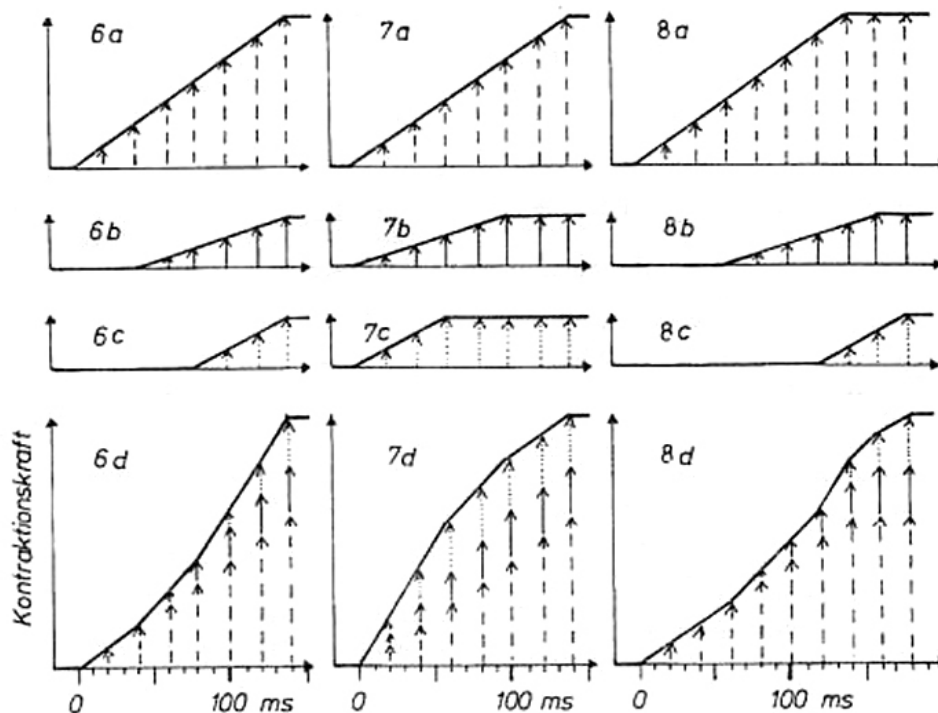 6a 7a 8a
6b 7b 8b
6c 7c 8c
6d 7d 8d
Kontraktionskraft
0 100 ms 0 100 ms 0 100 ms